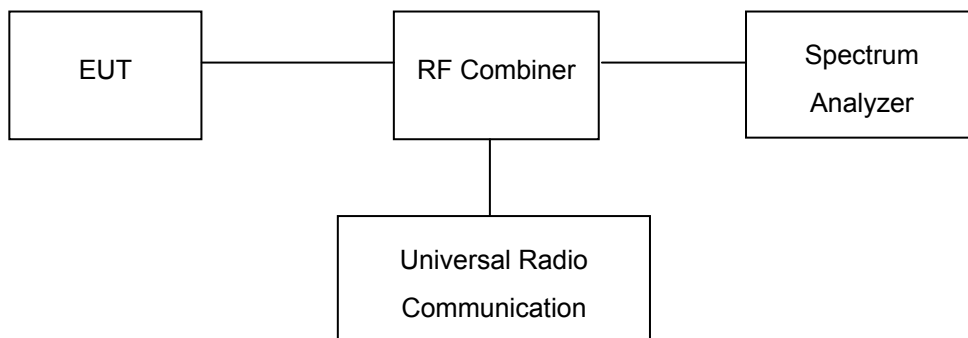 EUT
RF Combiner
Spectrum
Analyzer
Universal Radio
Communication